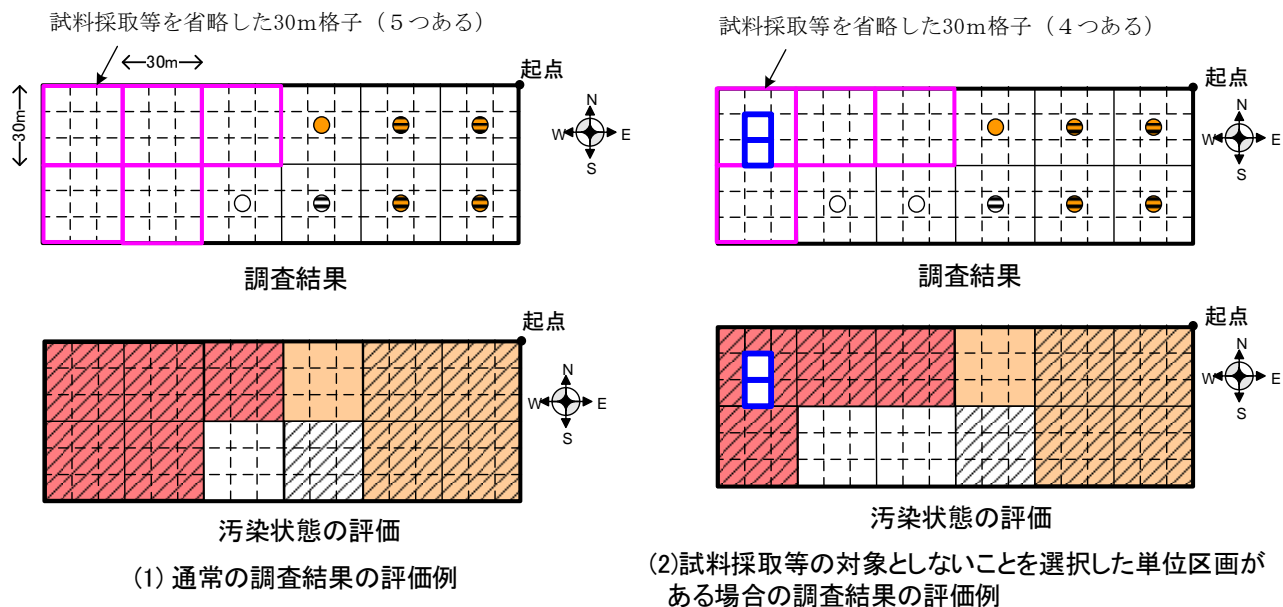 試料採取等を省略した30m格子（５つある）
30m
起点
30m
N
W
E
S
調査結果
起点
N
W
E
S
汚染状態の評価
(1) 通常の調査結果の評価例
試料採取等を省略した30m格子（４つある）
起点
N
W
E
S
調査結果
起点
N
W
E
S
汚染状態の評価
(2)試料採取等の対象としないことを選択した単位区画が
ある場合の調査結果の評価例